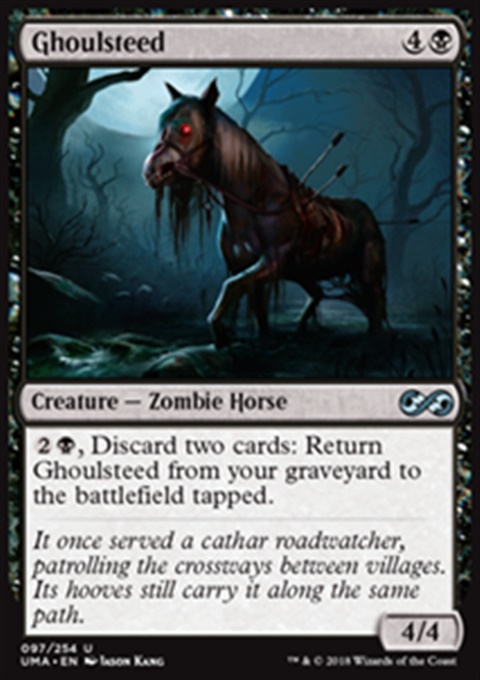 Ghoulsteed 4
Creature — Zombie Horse
2, Discard two cards: Return
Ghoulsteed from your graveyard to
the battlefield tapped.
It once served a cathar roadwatcher,
patrolling the crossways between villages.
Its hooves still carry it along the same
path.
4/4
097/254 U
UMA • EN Jason Kang
™ & © 2018 Wizards of the Coast